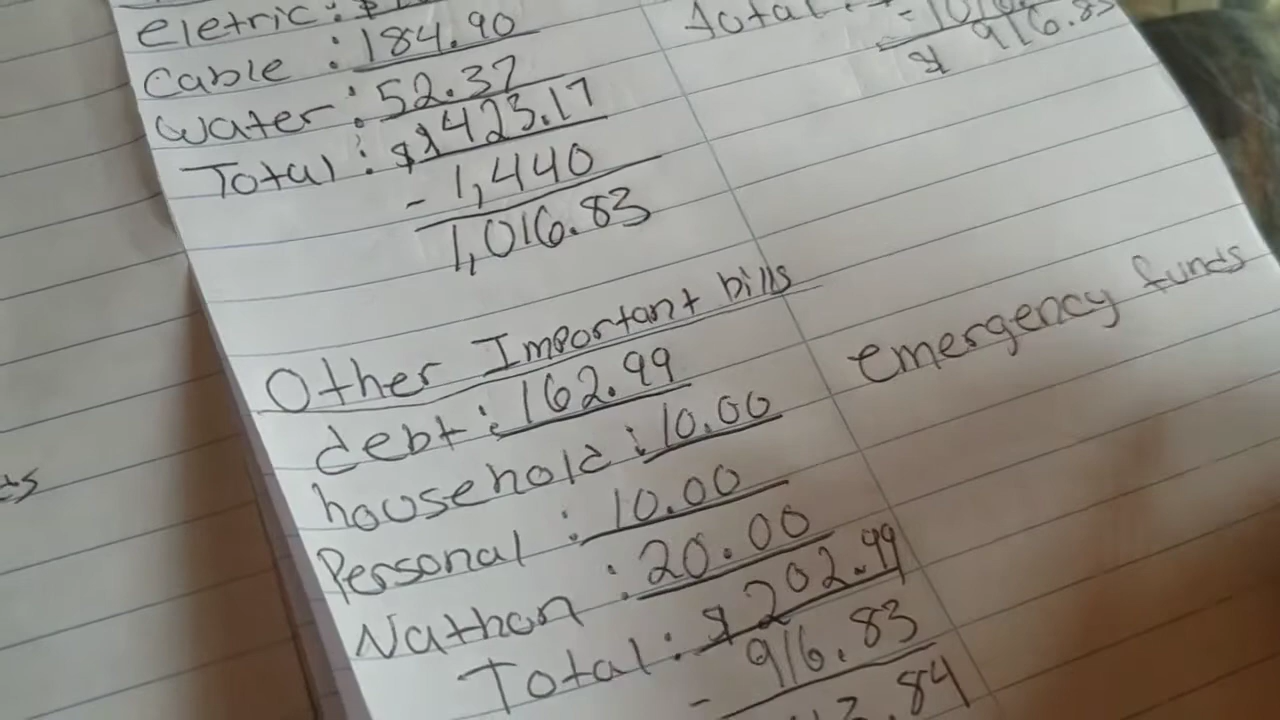 eletric: $
Cable : 184.90
water: 52.37
Total: $423.17
- 1,440
1,016.83
total:
$ 916.83
Other Important bills
debt: 162.99
household: 10.00
Personal : 10.00
Nathan : 20.00
Total: $202.99
- 916.83
.84
emergency funds